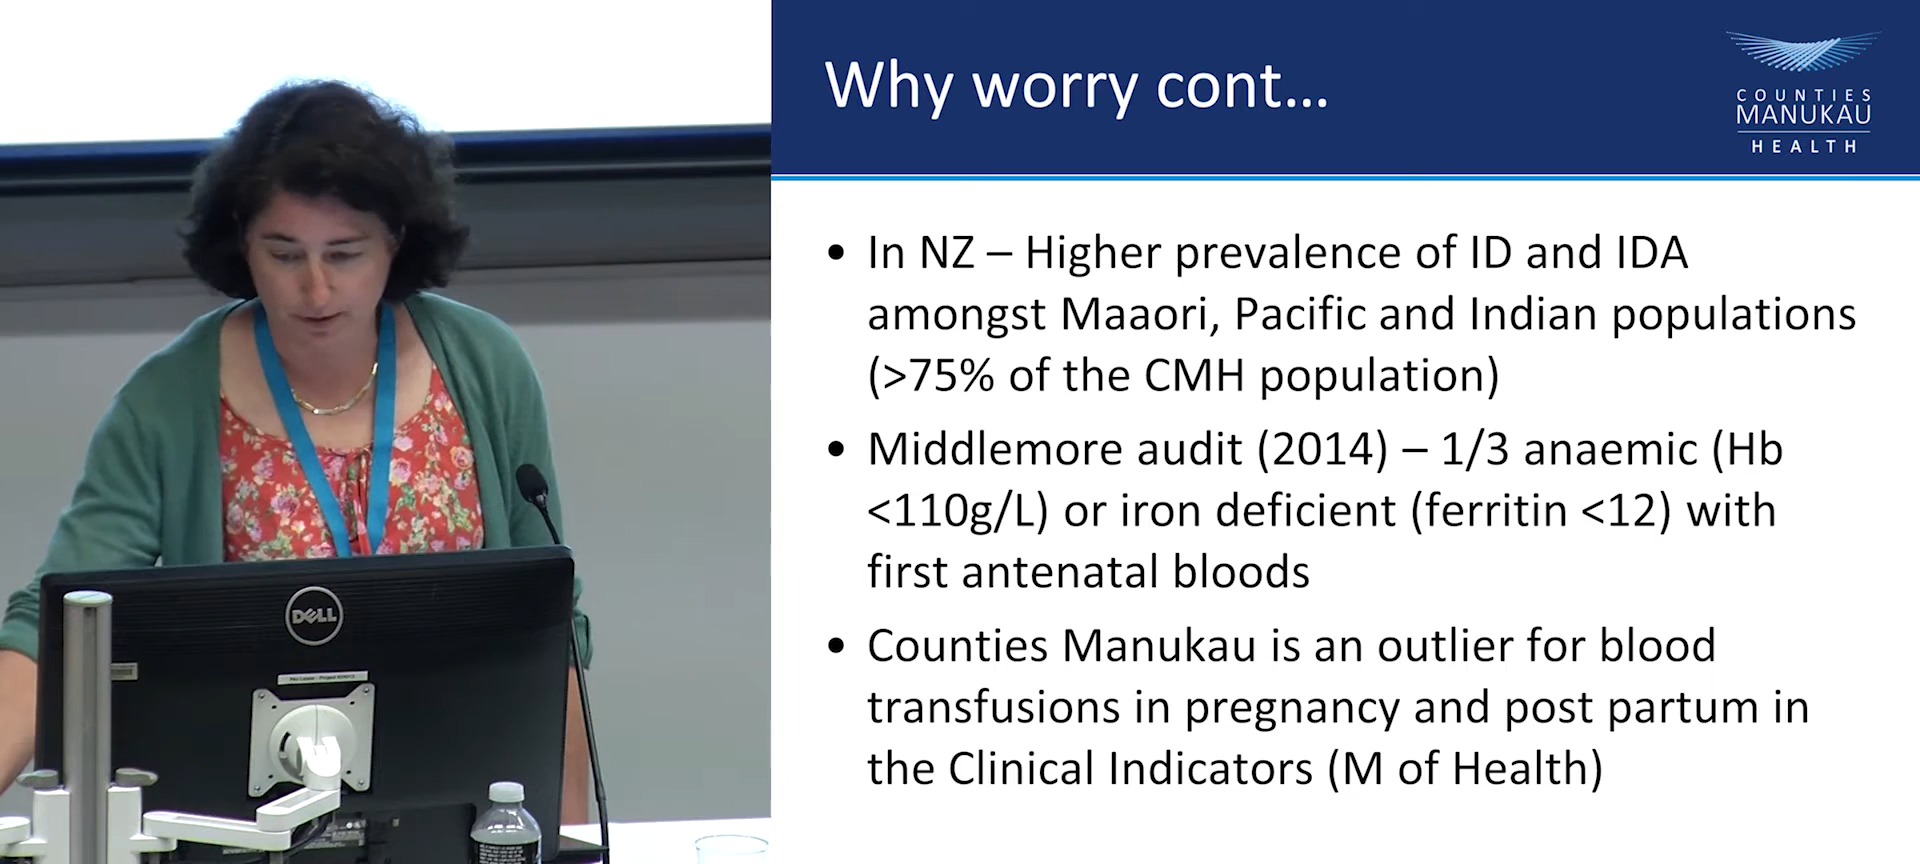 Why worry cont...
COUNTIES
MANUKAU
HEALTH
• In NZ – Higher prevalence of ID and IDA
amongst Maaori, Pacific and Indian populations
(>75% of the CMH population)
• Middlemore audit (2014) – 1/3 anaemic (Hb
<110g/L) or iron deficient (ferritin <12) with
first antenatal bloods
• Counties Manukau is an outlier for blood
transfusions in pregnancy and post partum in
the Clinical Indicators (M of Health)
DELL